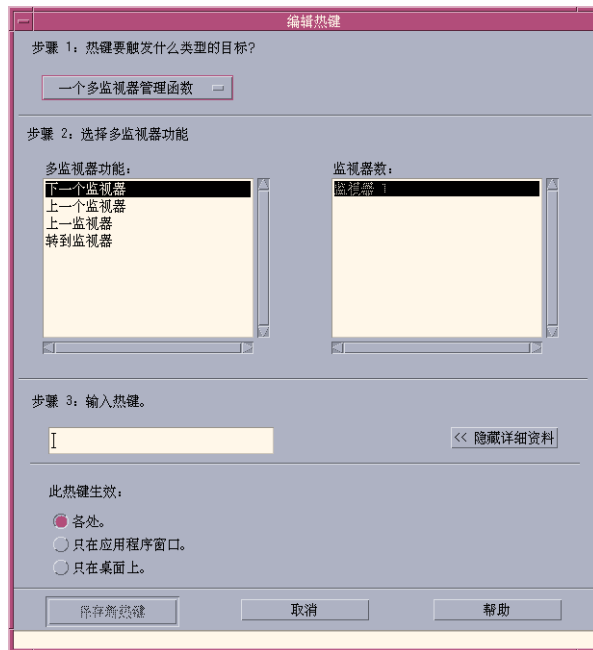 编辑热键
步骤 1：热键要触发什么类型的目标？
一个多监视器管理函数
步骤 2：选择多监视器功能
多监视器功能：
下一个监视器
上一个监视器
上一监视器
转到监视器
监视器数：
监视器 1
步骤 3：输入热键。
<< 隐藏详细资料
此热键生效：
各处。
只在应用程序窗口。
只在桌面上。
保存新热键
取消
帮助